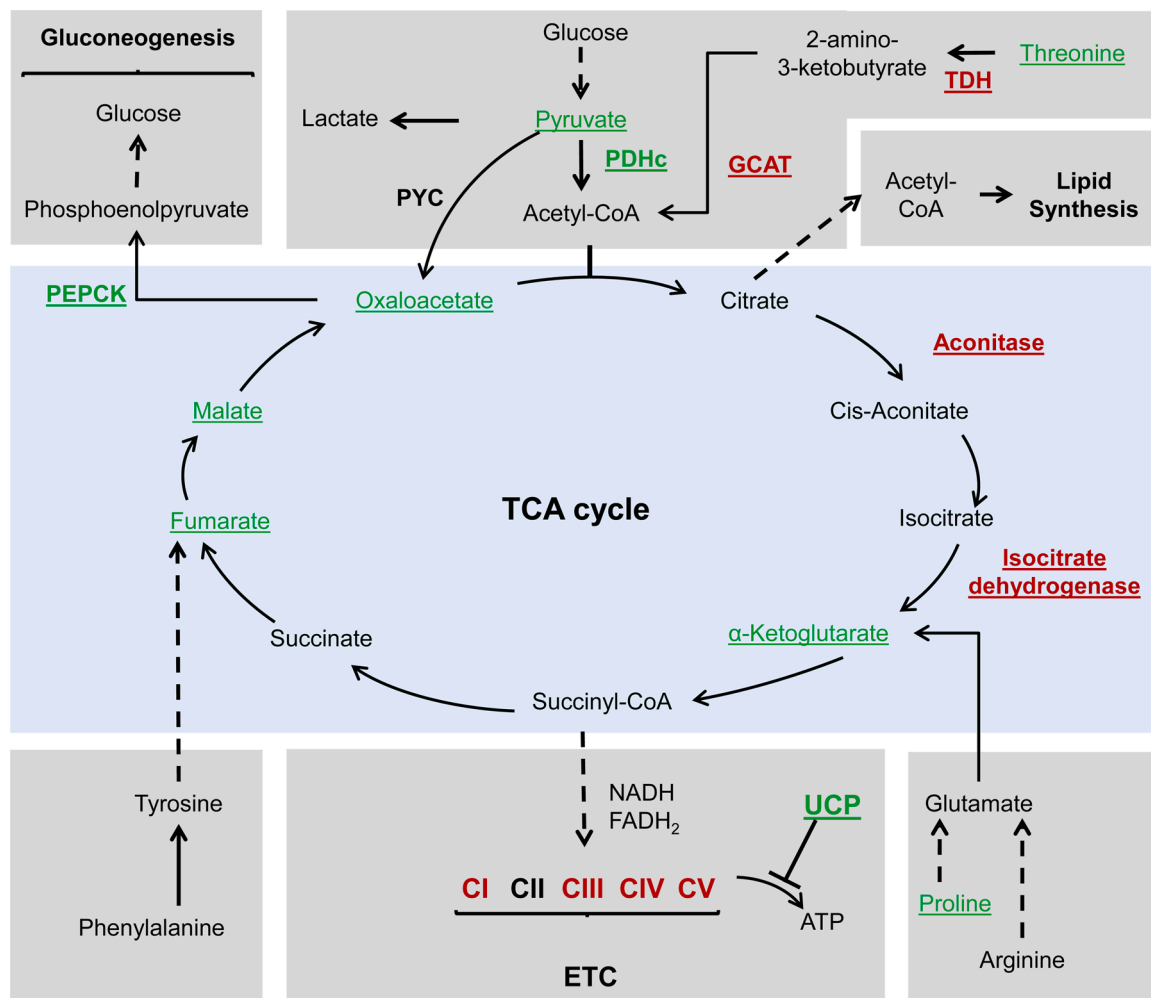 Gluconeogenesis
Glucose
Phosphoenolpyruvate
PEPCK
Glucose
Lactate
Pyruvate
PDHc
PYC
Acetyl-CoA
GCAT
2-amino-
3-ketobutyrate
TDH
Threonine
Acetyl-
CoA
Lipid
Synthesis
Oxaloacetate
Citrate
Aconitase
Cis-Aconitate
Isocitrate
Isocitrate
dehydrogenase
α-Ketoglutarate
Succinyl-CoA
Succinate
Fumarate
Malate
TCA cycle
Tyrosine
Phenylalanine
NADH
FADH₂
UCP
CI CII CIII CIV CV
ATP
ETC
Glutamate
Proline
Arginine